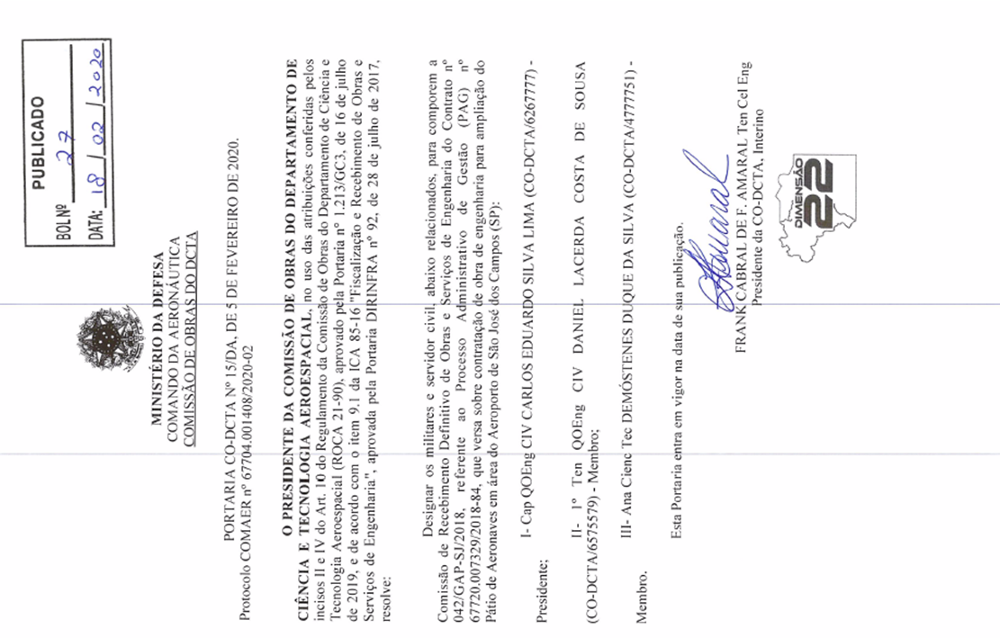 PUBLICADO
BOL Nº 27
DATA: 18 / 02 / 2020
MINISTÉRIO DA DEFESA
COMANDO DA AERONÁUTICA
COMISSÃO DE OBRAS DO DCTA
PORTARIA CO-DCTA Nº 15/DA, DE 5 DE FEVEREIRO DE 2020.
Protocolo COMAER nº 67704.001408/2020-02
O PRESIDENTE DA COMISSÃO DE OBRAS DO DEPARTAMENTO DE
CIÊNCIA E TECNOLOGIA AEROESPACIAL, no uso das atribuições conferidas pelos
incisos II e IV do Art. 10 do Regulamento da Comissão de Obras do Departamento de Ciência e
Tecnologia Aeroespacial (ROCA 21-90), aprovado pela Portaria nº 1.213/GC3, de 16 de julho
de 2019, e de acordo com o item 9.1 da ICA 85-16 "Fiscalização e Recebimento de Obras e
Serviços de Engenharia", aprovada pela Portaria DIRINFRA nº 92, de 28 de julho de 2017,
resolve:
Designar os militares e servidor civil, abaixo relacionados, para comporem a
Comissão de Recebimento Definitivo de Obras e Serviços de Engenharia do Contrato nº
042/GAP-SJ/2018, referente ao Processo Administrativo de Gestão (PAG) nº
67720.007329/2018-84, que versa sobre contratação de obra de engenharia para ampliação do
Pátio de Aeronaves em área do Aeroporto de São José dos Campos (SP):
I- Cap QOEng CIV CARLOS EDUARDO SILVA LIMA (CO-DCTA/6267777) -
Presidente;
II- 1º Ten QOEng CIV DANIEL LACERDA COSTA DE SOUSA
(CO-DCTA/6575579) - Membro;
III- Ana Cienc Tec DEMÓSTENES DUQUE DA SILVA (CO-DCTA/4777751) -
Membro.
Esta Portaria entra em vigor na data de sua publicação.
FRANK CABRAL DE F. AMARAL Ten Cel Eng
Presidente da CO-DCTA, Interino
DIMENSÃO
22